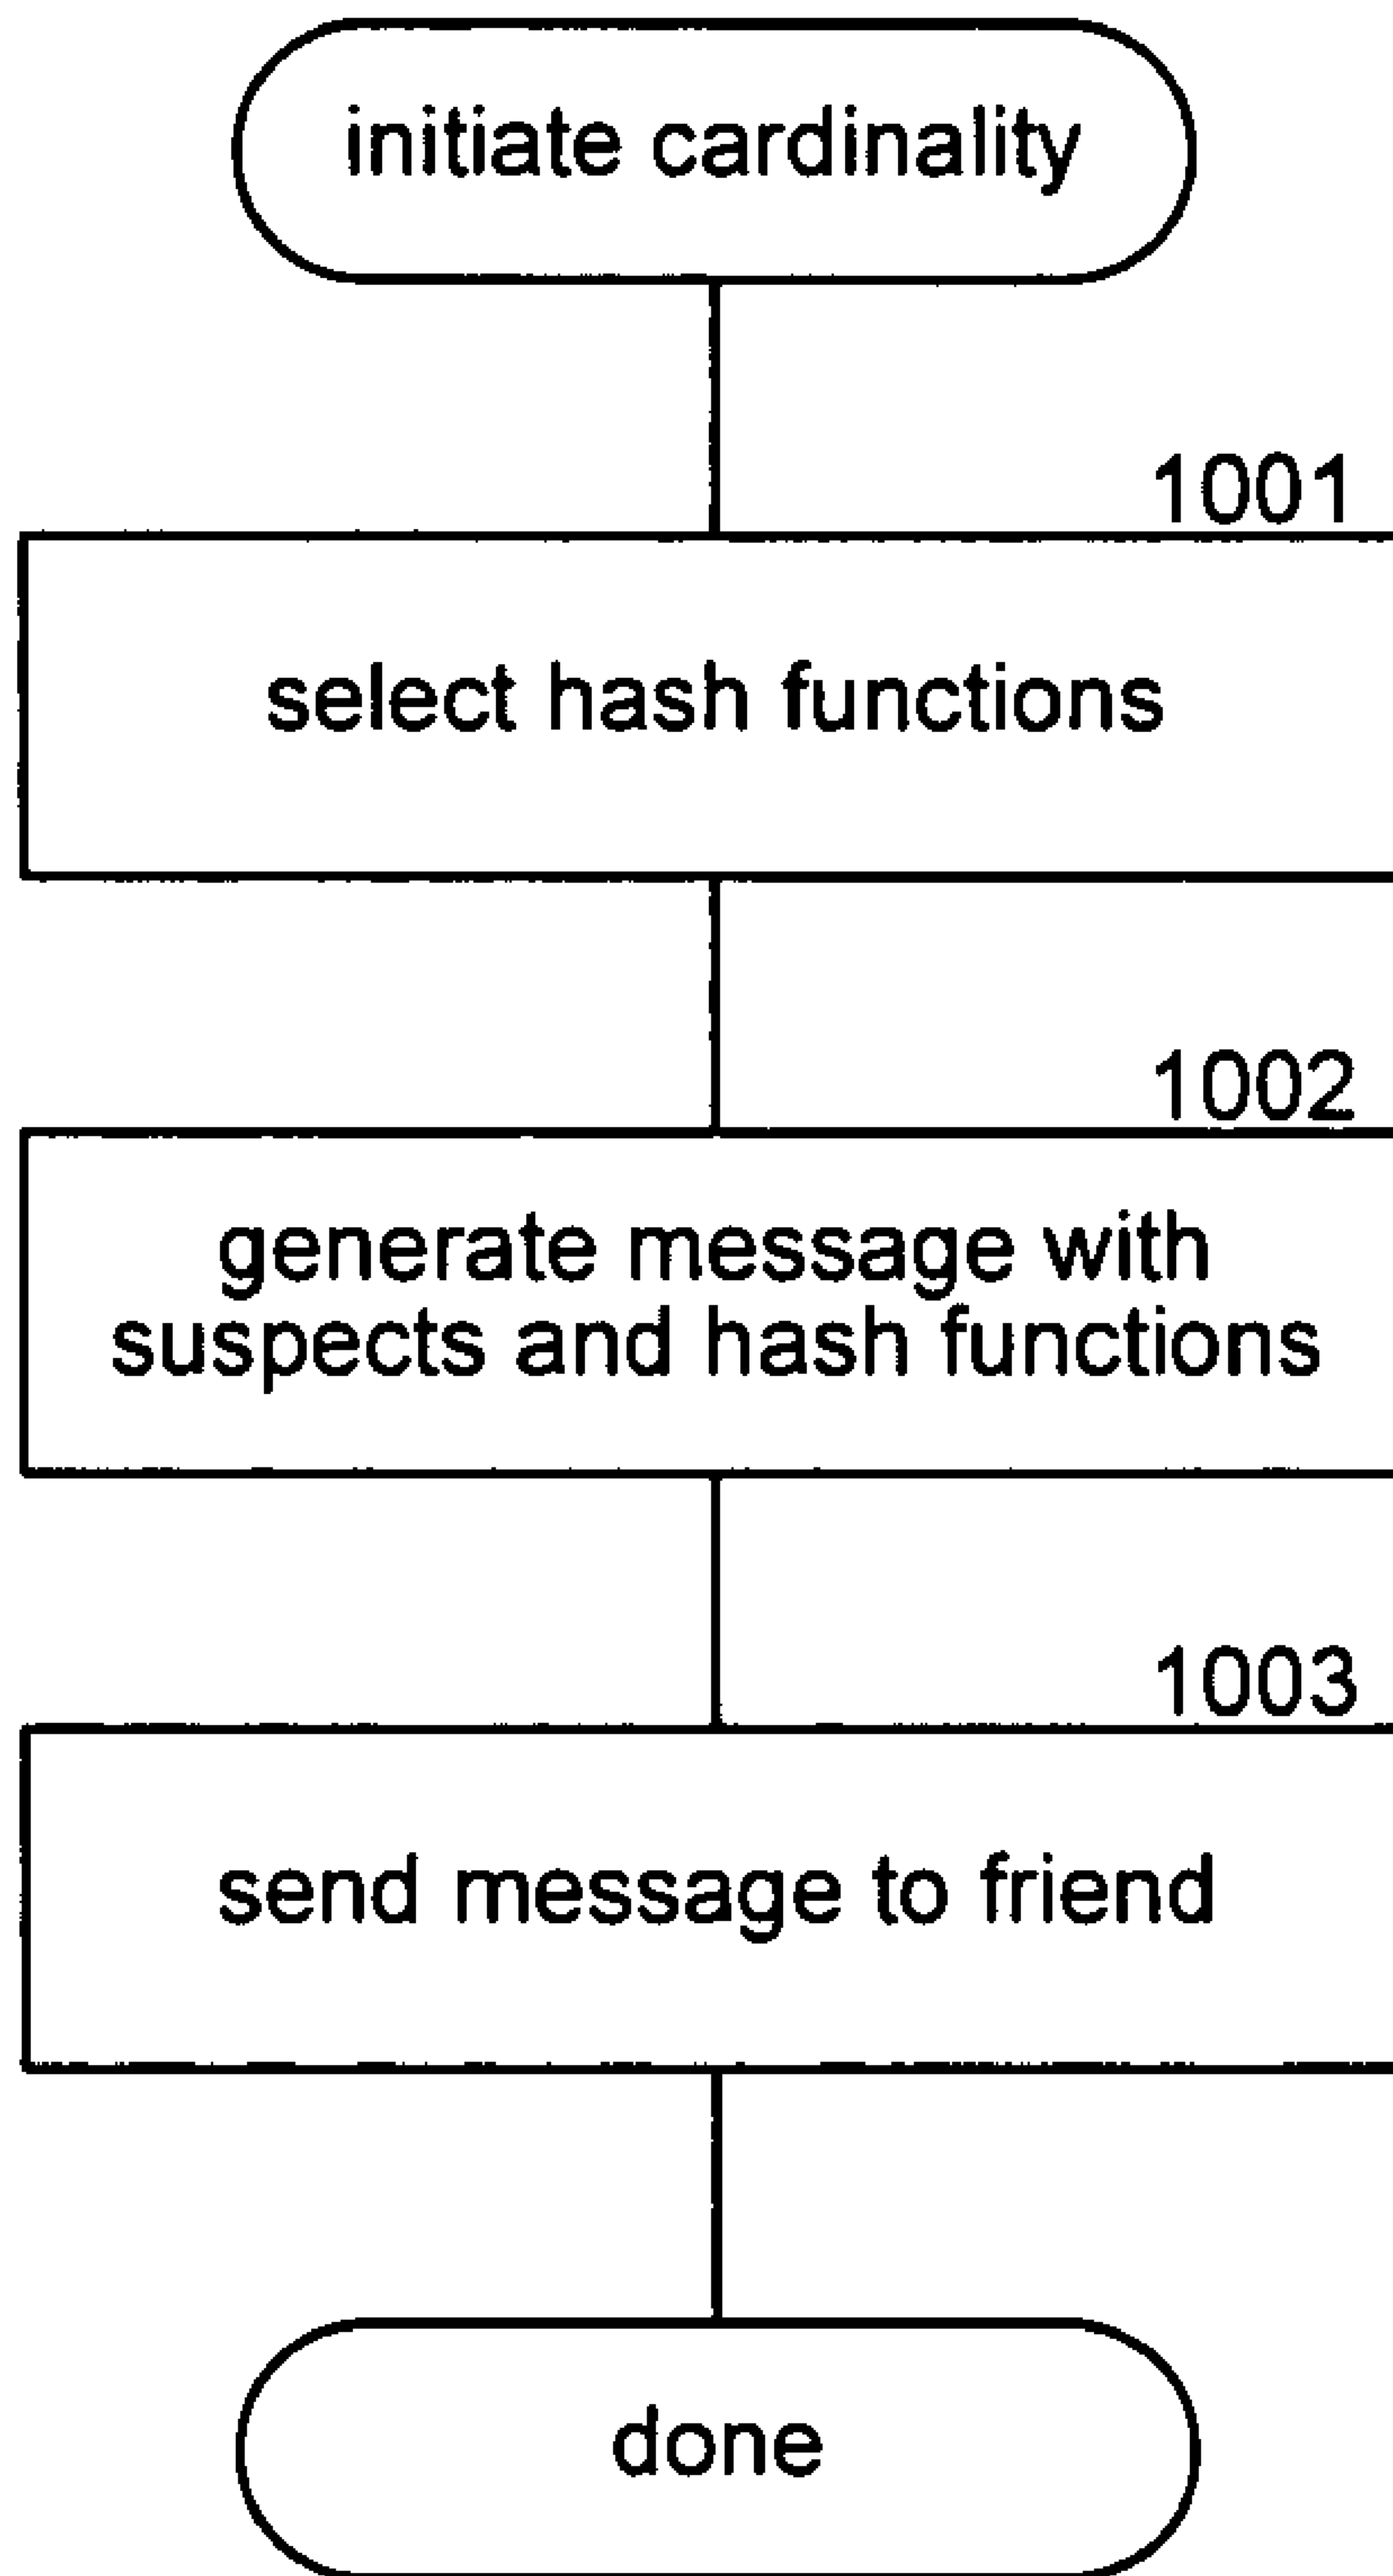 initiate cardinality
1001
select hash functions
1002
generate message with
suspects and hash functions
1003
send message to friend
done